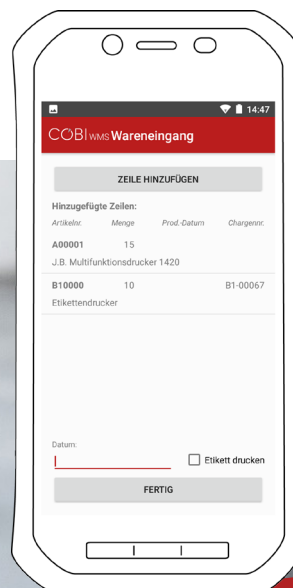 14:47
COBI WMS Wareneingang
ZEILE HINZUFÜGEN
Hinzugefügte Zeilen:
Artikelnr. Menge Prod.-Datum Chargennr.
A00001 15
J.B. Multifunktionsdrucker 1420
B10000 10 B1-00067
Etikettendrucker
Datum:
Etikett drucken
FERTIG